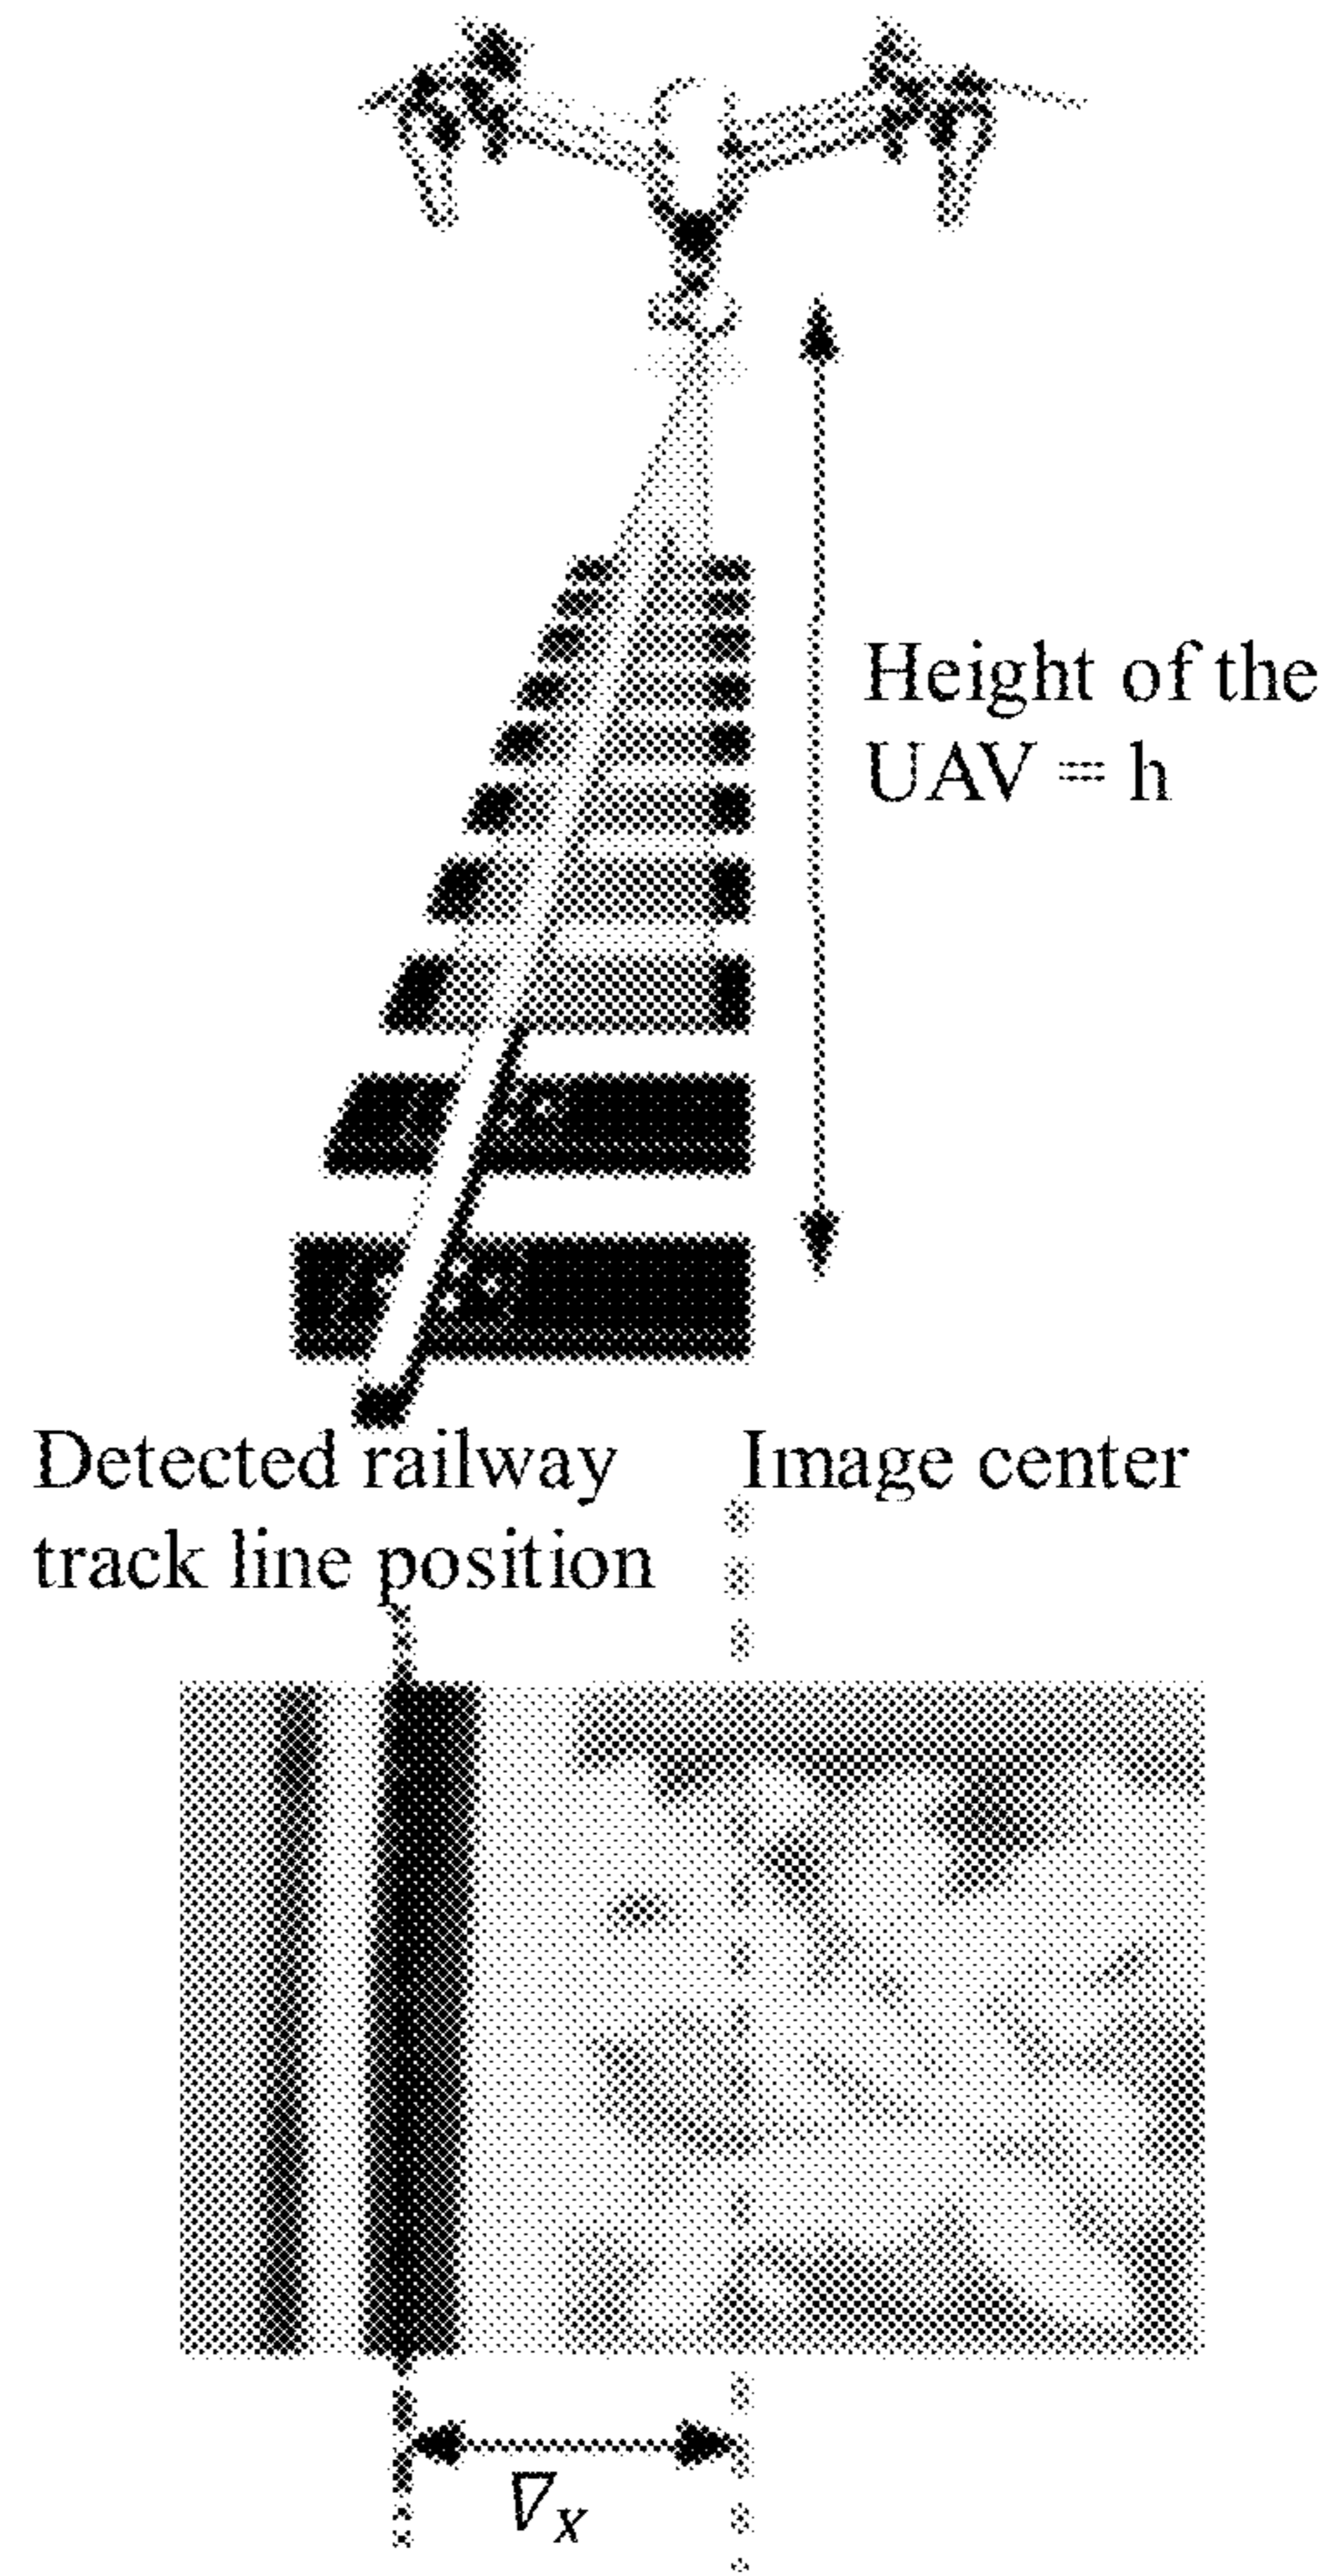 Height of the
UAV = h
Detected railway
track line position
Image center
∇x